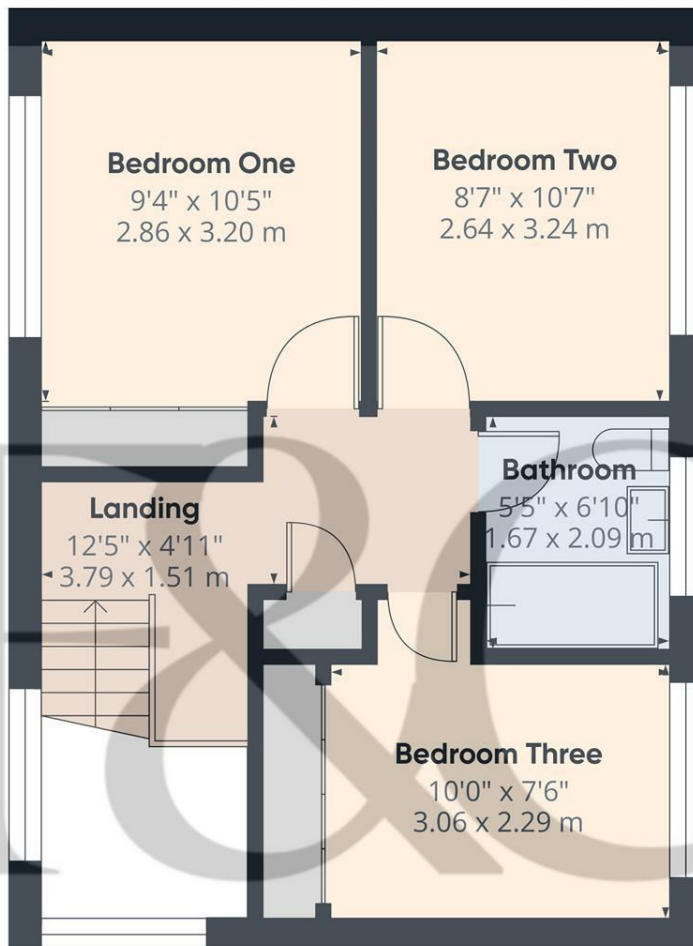 Bedroom One
9'4" x 10'5"
2.86 x 3.20 m
Bedroom Two
8'7" x 10'7"
2.64 x 3.24 m
Landing
12'5" x 4'11"
3.79 x 1.51 m
Bathroom
5'5" x 6'10"
1.67 x 2.09 m
Bedroom Three
10'0" x 7'6"
3.06 x 2.29 m
F&C